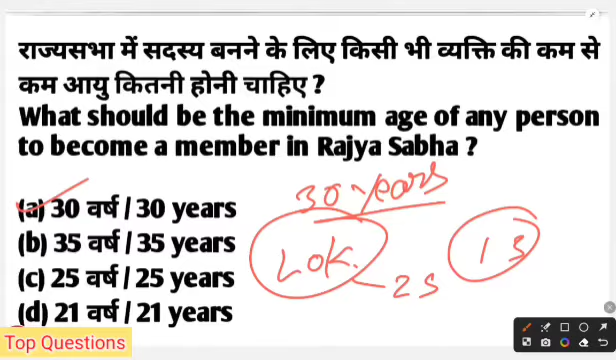 राज्यसभा में सदस्य बनने के लिए किसी भी व्यक्ति की कम से
कम आयु कितनी होनी चाहिए ?
What should be the minimum age of any person
to become a member in Rajya Sabha ?
30 years
(a) 30 वर्ष / 30 years
(b) 35 वर्ष / 35 years
LOK.
(c) 25 वर्ष / 25 years
25
(d) 21 वर्ष / 21 years
Top Questions